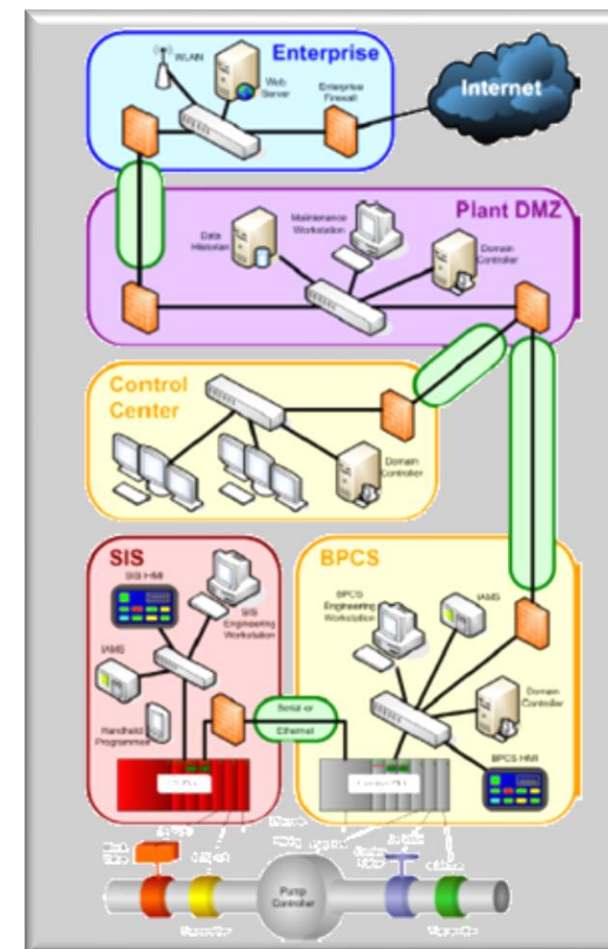 Enterprise
WLAN
Web
Server
Enterprise
Firewall
Internet
Plant DMZ
Data
Historian
Maintenance
Workstation
Domain
Controller
Control
Center
Domain
Controller
SIS
SIS HMI
SIS
Engineering
Workstation
IAMS
Handheld
Programmer
Serial or
Ethernet
BPCS
BPCS
Engineering
Workstation
IAMS
Domain
Controller
BPCS HMI
Pump
Controller